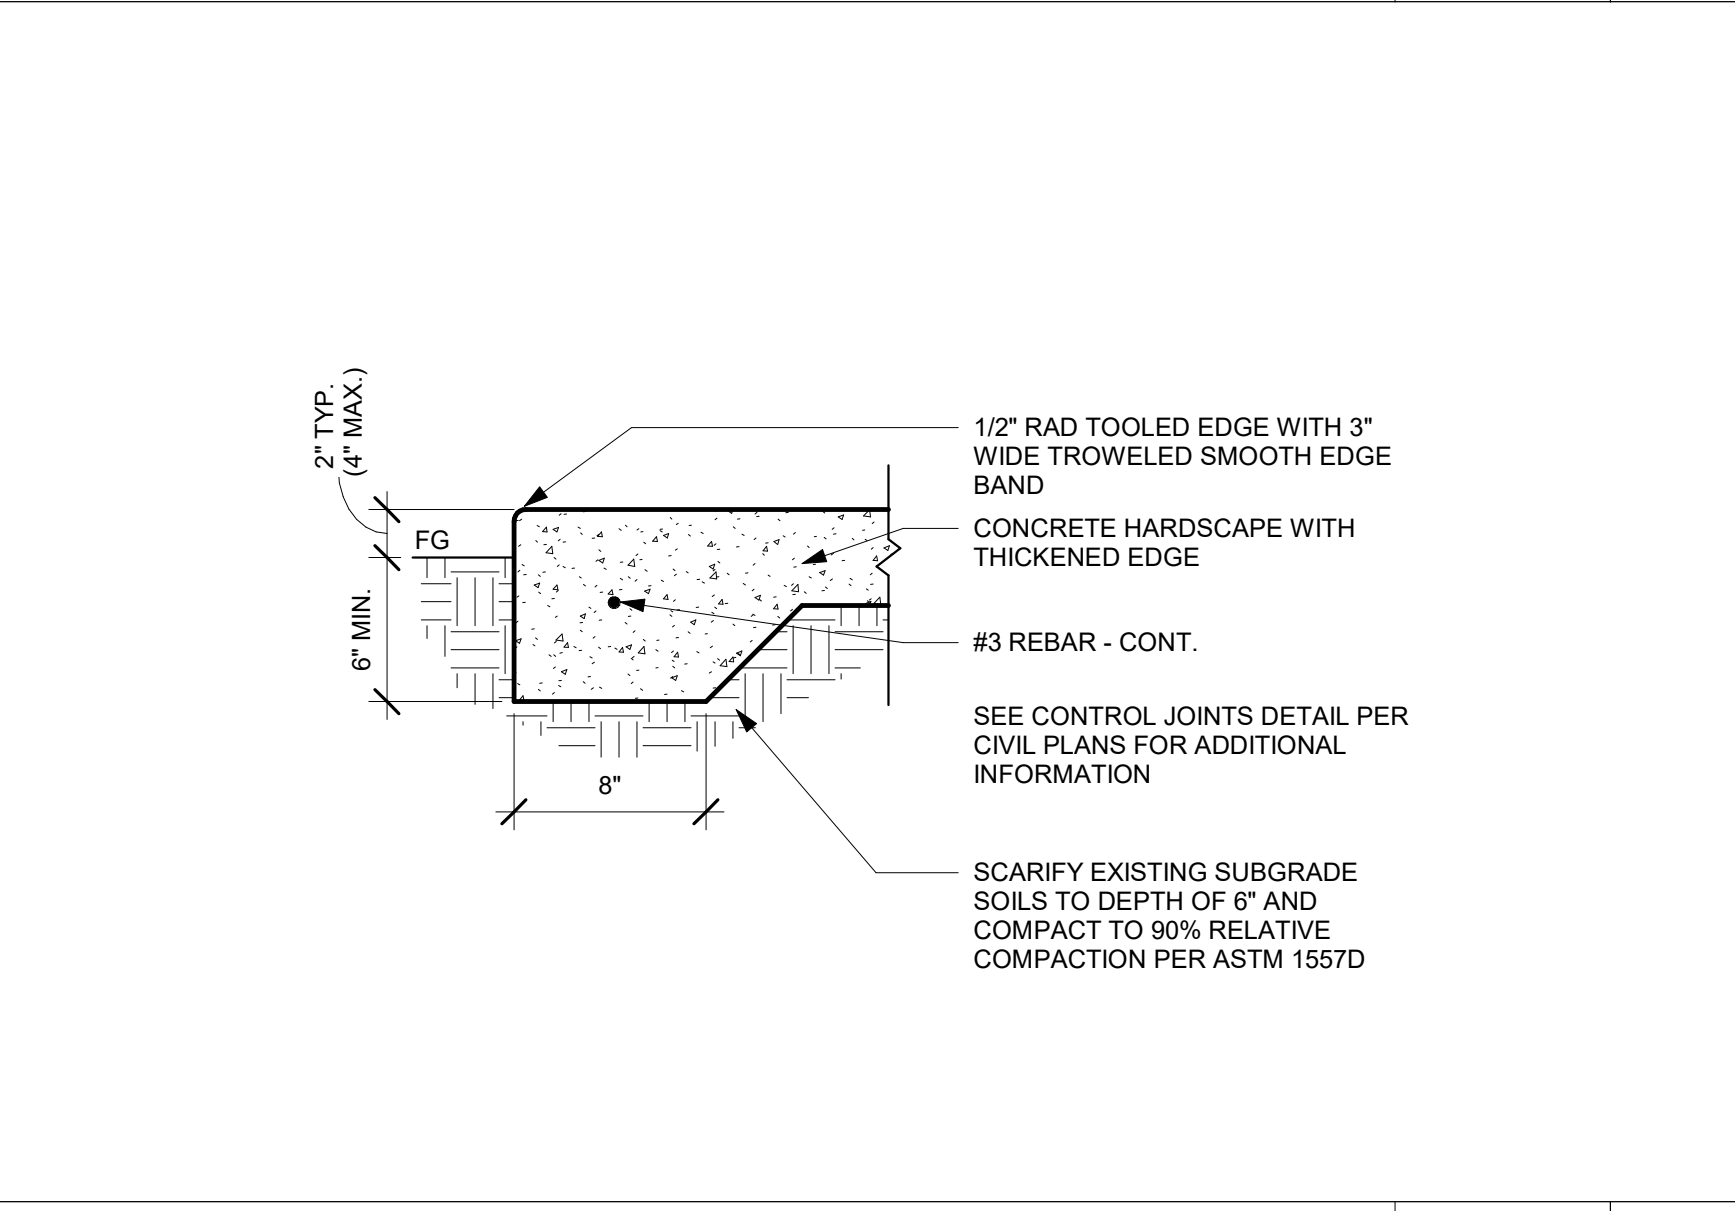 2" TYP.
(4" MAX.)
FG
6" MIN.
8"
1/2" RAD TOOLED EDGE WITH 3"
WIDE TROWELED SMOOTH EDGE
BAND
CONCRETE HARDSCAPE WITH
THICKENED EDGE
#3 REBAR - CONT.
SEE CONTROL JOINTS DETAIL PER
CIVIL PLANS FOR ADDITIONAL
INFORMATION
SCARIFY EXISTING SUBGRADE
SOILS TO DEPTH OF 6" AND
COMPACT TO 90% RELATIVE
COMPACTION PER ASTM 1557D